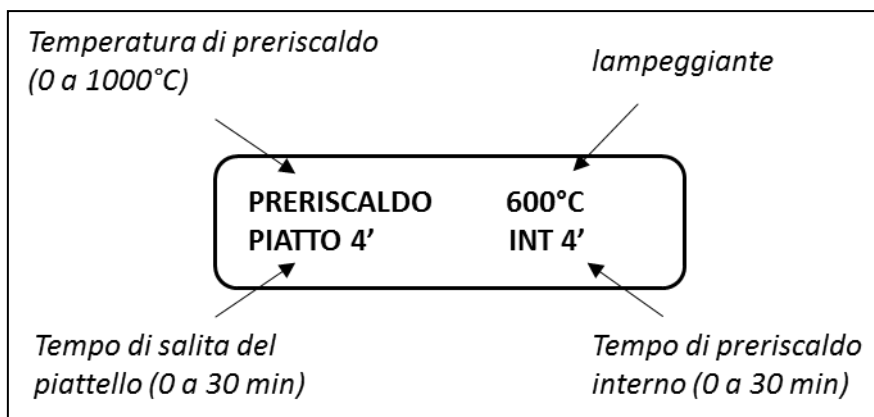 Temperatura di preriscaldo
(0 a 1000°C)
lampeggiante
PRERISCALDO 600°C
PIATTO 4’ INT 4’
Tempo di salita del
piattello (0 a 30 min)
Tempo di preriscaldo
interno (0 a 30 min)